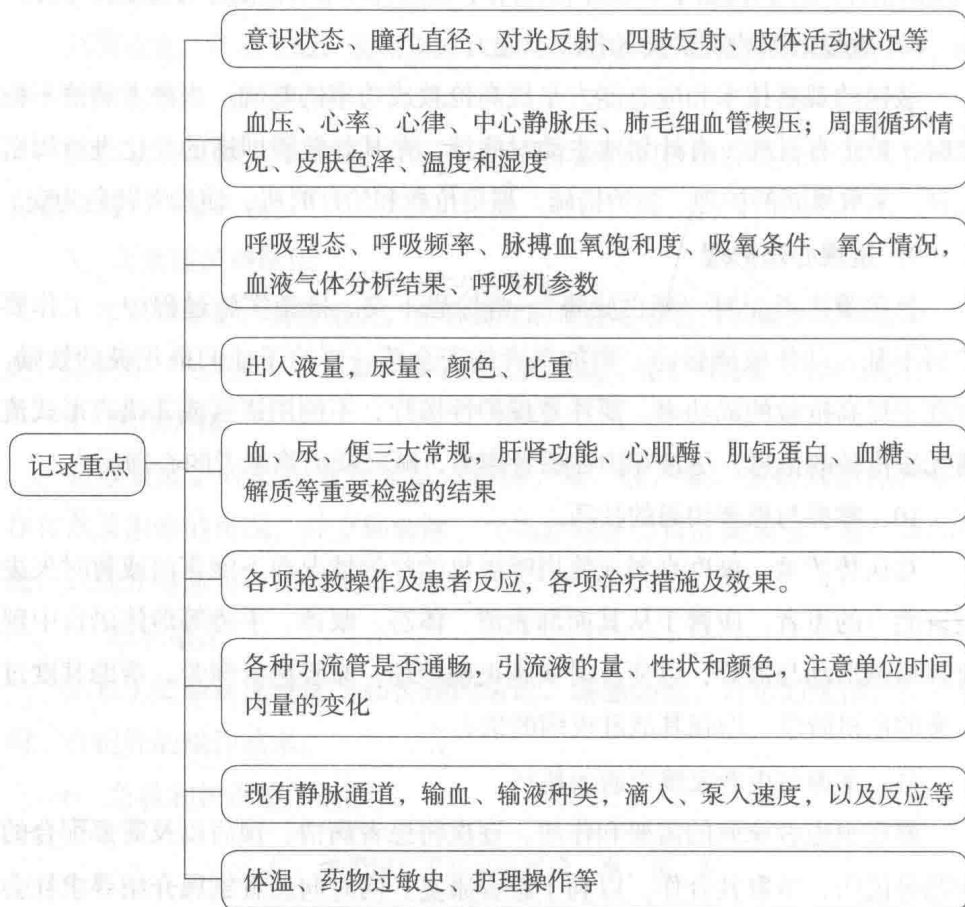 意识状态、瞳孔直径、对光反射、四肢反射、肢体活动状况等
血压、心率、心律、中心静脉压、肺毛细血管楔压；周围循环情
况、皮肤色泽、温度和湿度
呼吸型态、呼吸频率、脉搏血氧饱和度、吸氧条件、氧合情况，
血液气体分析结果、呼吸机参数
出入液量，尿量、颜色、比重
记录重点
血、尿、便三大常规，肝肾功能、心肌酶、肌钙蛋白、血糖、电
解质等重要检验的结果
各项抢救操作及患者反应，各项治疗措施及效果。
各种引流管是否通畅，引流液的量、性状和颜色，注意单位时间
内量的变化
现有静脉通道，输血、输液种类，滴入、泵入速度，以及反应等
体温、药物过敏史、护理操作等